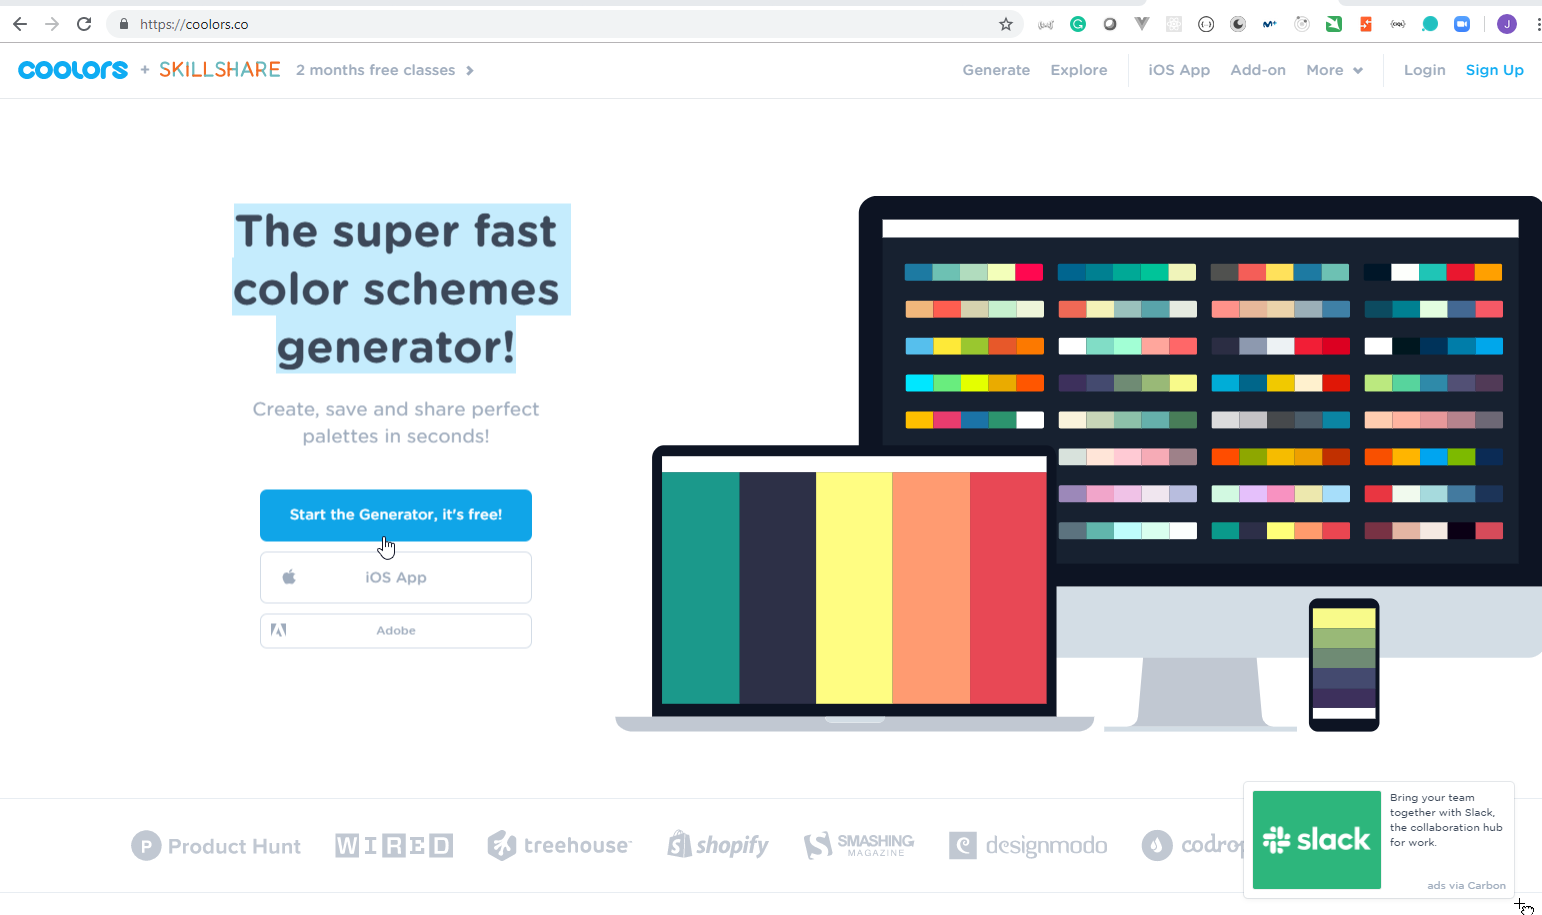 https://coolors.co
J
coolors + SKILLSHARE 2 months free classes
Generate Explore iOS App Add-on More Login Sign Up
The super fast
color schemes
generator!
Create, save and share perfect
palettes in seconds!
Start the Generator, it's free!
iOS App
Adobe
Product Hunt WIRED treehouse shopify SMASHING MAGAZINE designmodo codrop
slack
Bring your team
together with Slack,
the collaboration hub
for work.
ads via Carbon